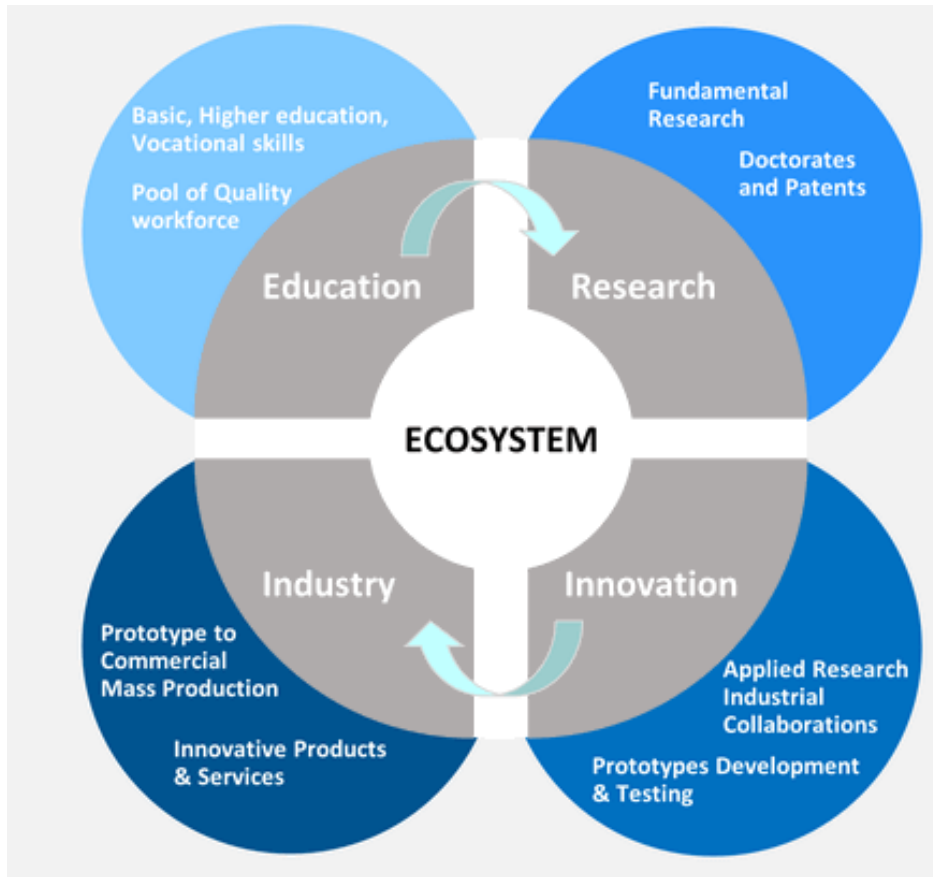 Basic, Higher education,
Vocational skills
Pool of Quality
workforce
Education
Fundamental
Research
Doctorates
and Patents
Research
ECOSYSTEM
Industry
Prototype to
Commercial
Mass Production
Innovative Products
& Services
Innovation
Applied Research
Industrial
Collaborations
Prototypes Development
& Testing